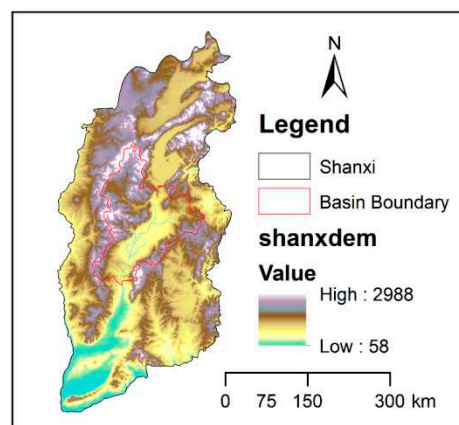 N
Legend
Shanxi
Basin Boundary
shanxdem
Value
High : 2988
Low : 58
0 75 150 300 km